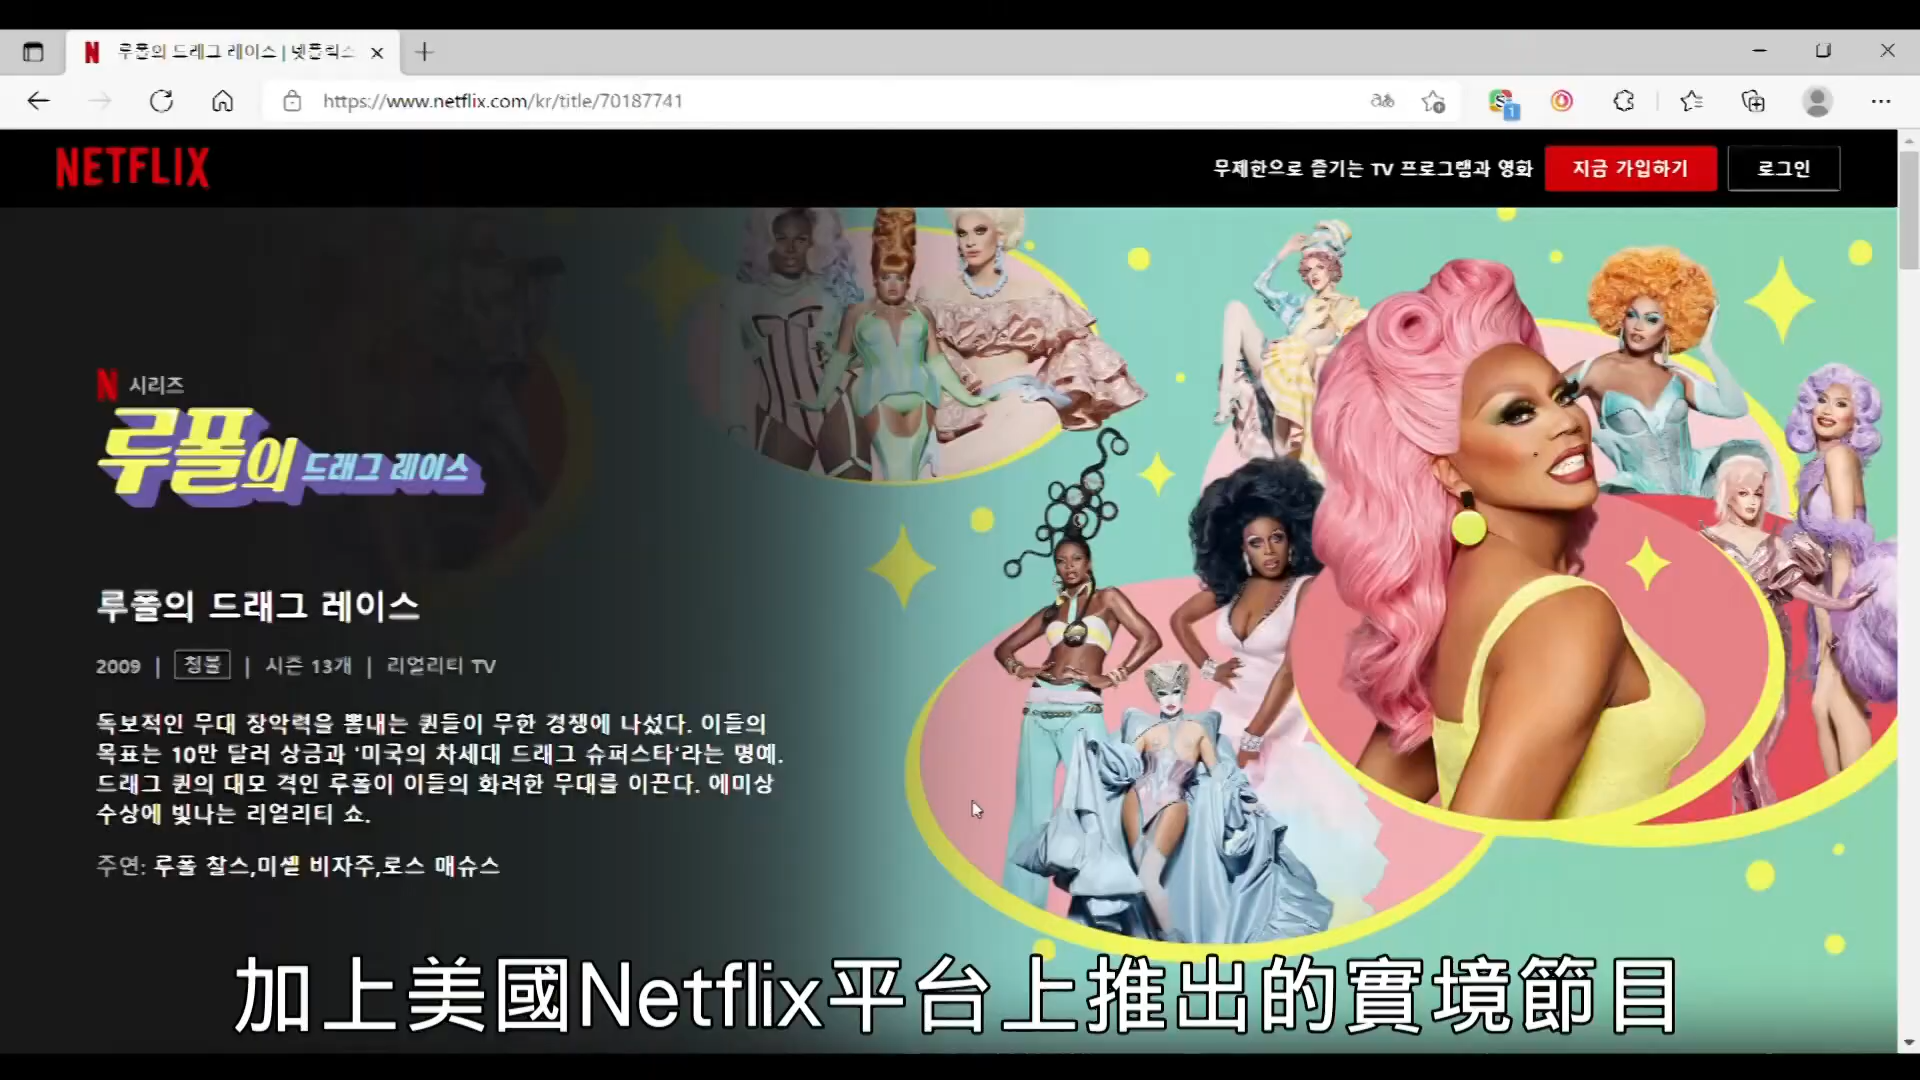 루폴의 드래그 레이스 | 넷플릭스
https://www.netflix.com/kr/title/70187741
NETFLIX
무제한으로 즐기는 TV 프로그램과 영화
지금 가입하기
로그인
N 시리즈
루폴의 드래그 레이스
루폴의 드래그 레이스
2009 | 청불 | 시즌 13개 | 리얼리티 TV
독보적인 무대 장악력을 뽐내는 퀸들이 무한 경쟁에 나섰다. 이들의
목표는 10만 달러 상금과 '미국의 차세대 드래그 슈퍼스타'라는 명예.
드래그 퀸의 대모 격인 루폴이 이들의 화려한 무대를 이끈다. 에미상
수상에 빛나는 리얼리티 쇼.
주연: 루폴 찰스,미셸 비자주,로스 매슈스
加上美國Netflix平台上推出的實境節目